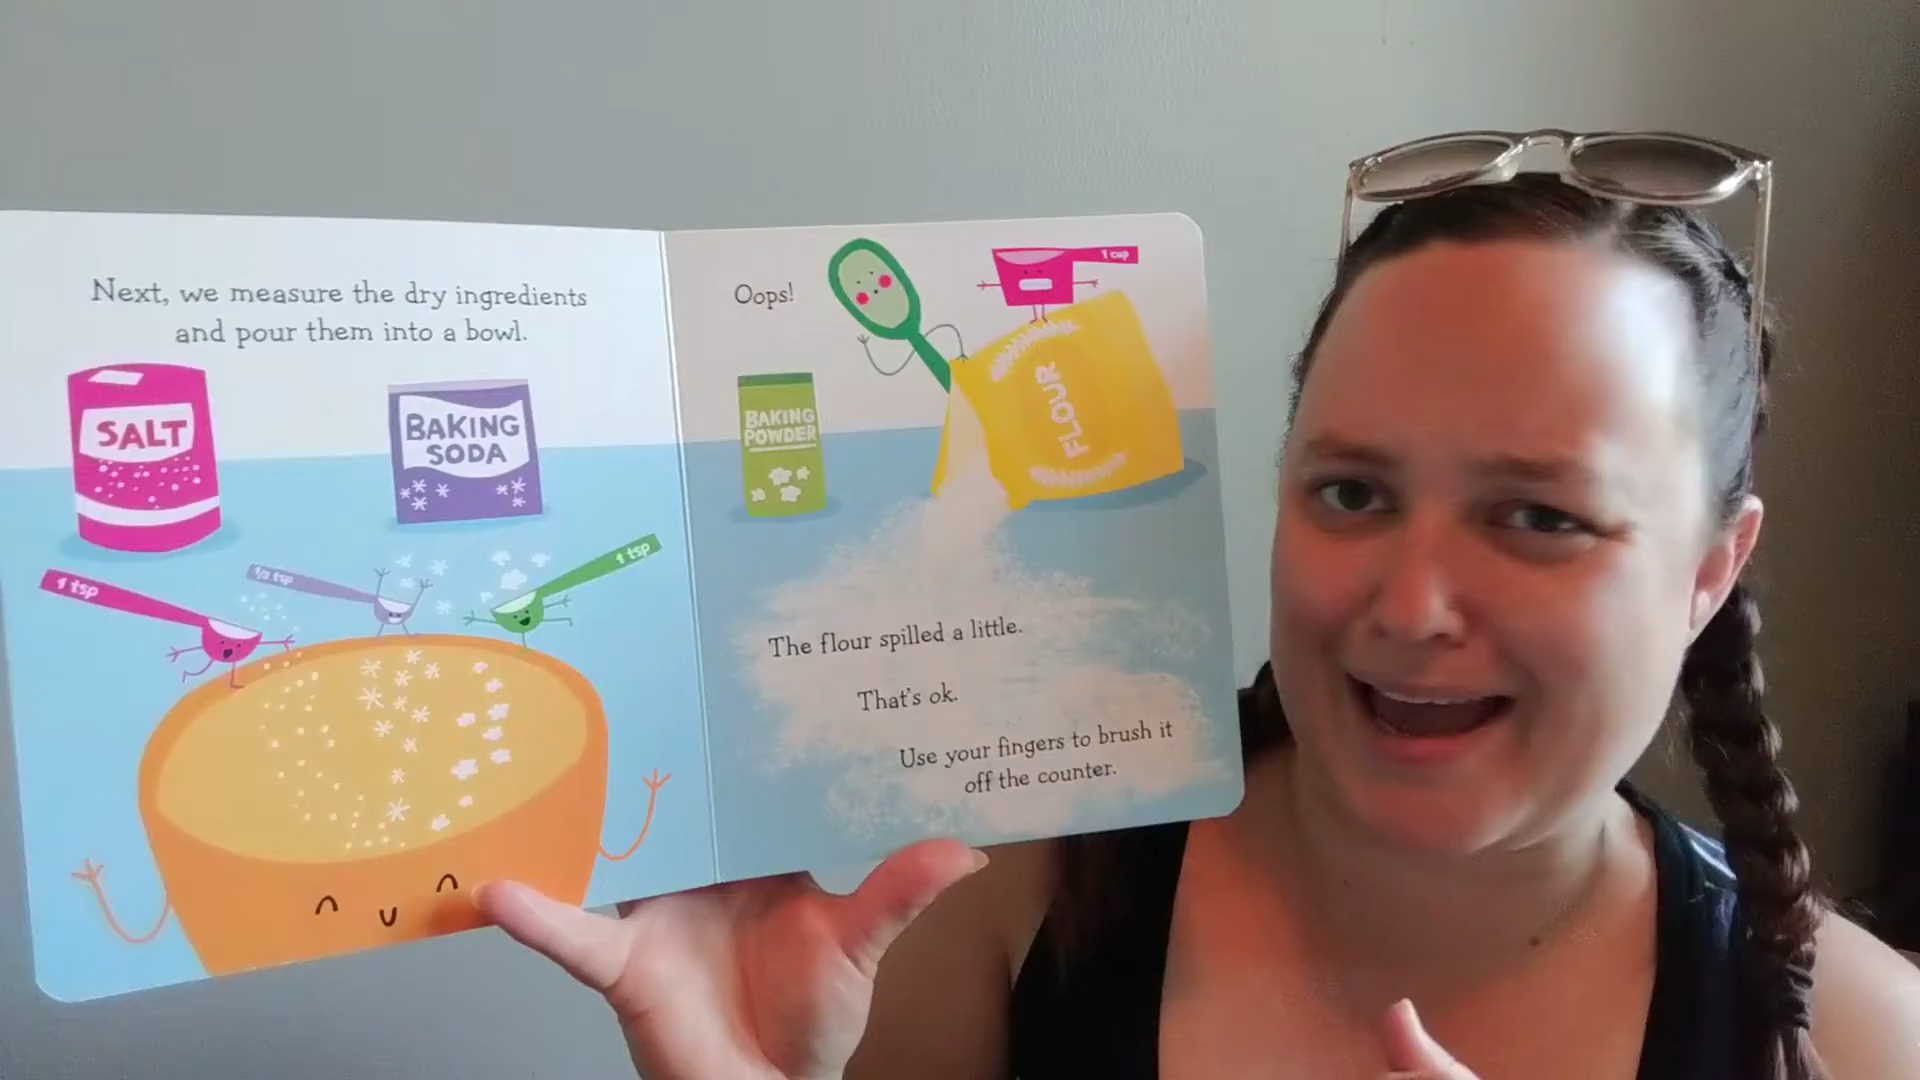 Next, we measure the dry ingredients
and pour them into a bowl.
SALT
BAKING
SODA
1 tsp
1/2 tsp
1 tsp
Oops!
1 cup
FLOUR
BAKING
POWDER
The flour spilled a little.
That's ok.
Use your fingers to brush it
off the counter.